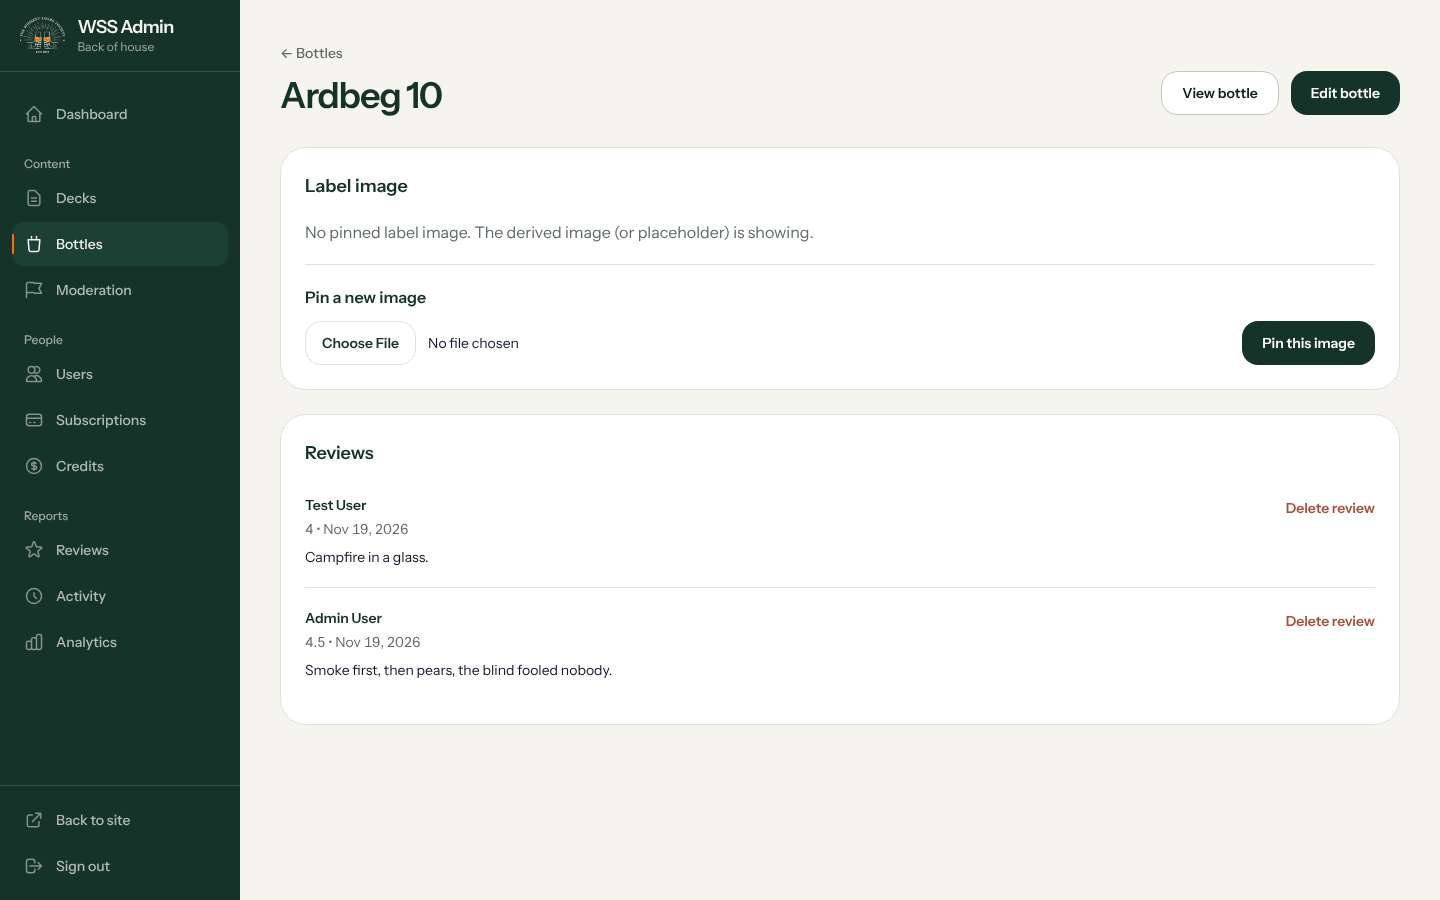 WSS Admin
Back of house
Dashboard
Content
Decks
Bottles
Moderation
People
Users
Subscriptions
Credits
Reports
Reviews
Activity
Analytics
Back to site
Sign out
← Bottles
Ardbeg 10
View bottle
Edit bottle
Label image
No pinned label image. The derived image (or placeholder) is showing.
Pin a new image
Choose File No file chosen
Pin this image
Reviews
Test User
Delete review
4 · Nov 19, 2026
Campfire in a glass.
Admin User
Delete review
4.5 · Nov 19, 2026
Smoke first, then pears, the blind fooled nobody.